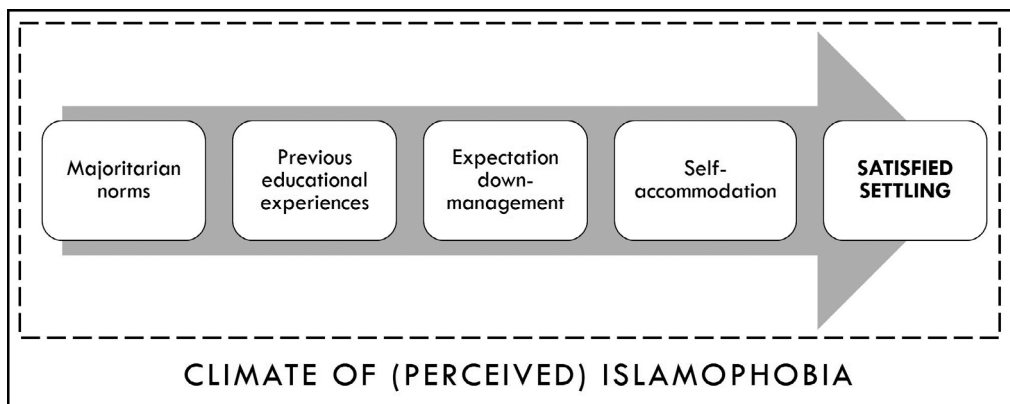 Majoritarian
norms
Previous
educational
experiences
Expectation
down-
management
Self-
accommodation
SATISFIED
SETTLING
CLIMATE OF (PERCEIVED) ISLAMOPHOBIA